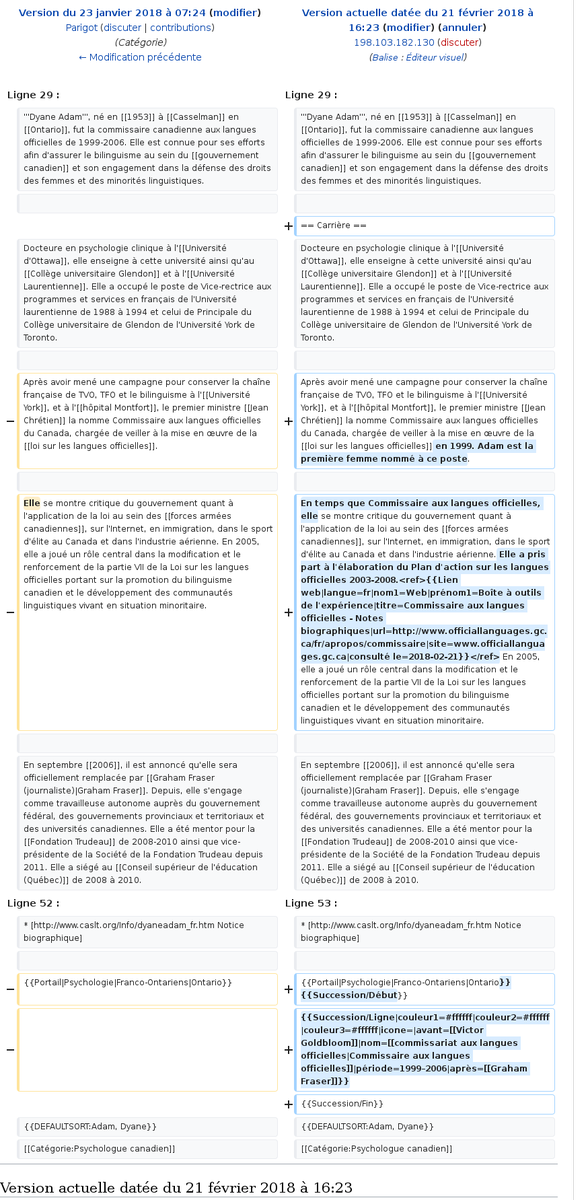 Version du 23 janvier 2018 à 07:24 (modifier)
Parigot (discuter | contributions)
(Catégorie)
← Modification précédente
Version actuelle datée du 21 février 2018 à
16:23 (modifier) (annuler)
198.103.182.130 (discuter)
(Balise : Éditeur visuel)
Ligne 29 :
Ligne 29 :
'''Dyane Adam''', né en [[1953]] à [[Casselman]] en
[[Ontario]], fut la commissaire canadienne aux langues
officielles de 1999-2006. Elle est connue pour ses efforts
afin d'assurer le bilinguisme au sein du [[gouvernement
canadien]] et son engagement dans la défense des droits
des femmes et des minorités linguistiques.
'''Dyane Adam''', né en [[1953]] à [[Casselman]] en
[[Ontario]], fut la commissaire canadienne aux langues
officielles de 1999-2006. Elle est connue pour ses efforts
afin d'assurer le bilinguisme au sein du [[gouvernement
canadien]] et son engagement dans la défense des droits
des femmes et des minorités linguistiques.
+ == Carrière ==
Docteure en psychologie clinique à l'[[Université
d'Ottawa]], elle enseigne à cette université ainsi qu'au
[[Collège universitaire Glendon]] et à l'[[Université
Laurentienne]]. Elle a occupé le poste de Vice-rectrice aux
programmes et services en français de l'Université
laurentienne de 1988 à 1994 et celui de Principale du
Collège universitaire de Glendon de l'Université York de
Toronto.
Docteure en psychologie clinique à l'[[Université
d'Ottawa]], elle enseigne à cette université ainsi qu'au
[[Collège universitaire Glendon]] et à l'[[Université
Laurentienne]]. Elle a occupé le poste de Vice-rectrice aux
programmes et services en français de l'Université
laurentienne de 1988 à 1994 et celui de Principale du
Collège universitaire de Glendon de l'Université York de
Toronto.
−
Après avoir mené une campagne pour conserver la chaîne
française de TVO, TFO et le bilinguisme à l'[[Université
York]], et à l'[[hôpital Montfort]], le premier ministre [[Jean
Chrétien]] la nomme Commissaire aux langues officielles
du Canada, chargée de veiller à la mise en œuvre de la
[[loi sur les langues officielles]].
+
Après avoir mené une campagne pour conserver la chaîne
française de TVO, TFO et le bilinguisme à l'[[Université
York]], et à l'[[hôpital Montfort]], le premier ministre [[Jean
Chrétien]] la nomme Commissaire aux langues officielles
du Canada, chargée de veiller à la mise en œuvre de la
[[loi sur les langues officielles]] en 1999. Adam est la
première femme nommé à ce poste.
−
Elle se montre critique du gouvernement quant à
l'application de la loi au sein des [[forces armées
canadiennes]], sur l'Internet, en immigration, dans le sport
d'élite au Canada et dans l'industrie aérienne. En 2005,
elle a joué un rôle central dans la modification et le
renforcement de la partie VII de la Loi sur les langues
officielles portant sur la promotion du bilinguisme
canadien et le développement des communautés
linguistiques vivant en situation minoritaire.
+
En temps que Commissaire aux langues officielles,
elle se montre critique du gouvernement quant à
l'application de la loi au sein des [[forces armées
canadiennes]], sur l'Internet, en immigration, dans le sport
d'élite au Canada et dans l'industrie aérienne. Elle a pris
part à l'élaboration du Plan d'action sur les langues
officielles 2003-2008.<ref>{{Lien
web|langue=fr|nom1=Web|prénom1=Boîte à outils
de l'expérience|titre=Commissaire aux langues
officielles - Notes
biographiques|url=http://www.officiallanguages.gc.
ca/fr/apropos/commissaire|site=www.officiallangua
ges.gc.ca|consulté le=2018-02-21}}</ref> En 2005,
elle a joué un rôle central dans la modification et le
renforcement de la partie VII de la Loi sur les langues
officielles portant sur la promotion du bilinguisme
canadien et le développement des communautés
linguistiques vivant en situation minoritaire.
En septembre [[2006]], il est annoncé qu'elle sera
officiellement remplacée par [[Graham Fraser
(journaliste)|Graham Fraser]]. Depuis, elle s'engage
comme travailleuse autonome auprès du gouvernement
fédéral, des gouvernements provinciaux et territoriaux et
des universités canadiennes. Elle a été mentor pour la
[[Fondation Trudeau]] de 2008-2010 ainsi que vice-
présidente de la Société de la Fondation Trudeau depuis
2011. Elle a siégé au [[Conseil supérieur de l'éducation
(Québec)]] de 2008 à 2010.
En septembre [[2006]], il est annoncé qu'elle sera
officiellement remplacée par [[Graham Fraser
(journaliste)|Graham Fraser]]. Depuis, elle s'engage
comme travailleuse autonome auprès du gouvernement
fédéral, des gouvernements provinciaux et territoriaux et
des universités canadiennes. Elle a été mentor pour la
[[Fondation Trudeau]] de 2008-2010 ainsi que vice-
présidente de la Société de la Fondation Trudeau depuis
2011. Elle a siégé au [[Conseil supérieur de l'éducation
(Québec)]] de 2008 à 2010.
Ligne 52 :
Ligne 53 :
* [http://www.caslt.org/Info/dyaneadam_fr.htm Notice
biographique]
* [http://www.caslt.org/Info/dyaneadam_fr.htm Notice
biographique]
− {{Portail|Psychologie|Franco-Ontariens|Ontario}}
+ {{Portail|Psychologie|Franco-Ontariens|Ontario}}
{{Succession/Début}}
−
+
{{Succession/Ligne|couleur1=#ffffff|couleur2=#ffffff
|couleur3=#ffffff|icone=|avant=[[Victor
Goldbloom]]|nom=[[commissariat aux langues
officielles|Commissaire aux langues
officielles]]|période=1999–2006|après=[[Graham
Fraser]]}}
+ {{Succession/Fin}}
{{DEFAULTSORT:Adam, Dyane}}
{{DEFAULTSORT:Adam, Dyane}}
[[Catégorie:Psychologue canadien]]
[[Catégorie:Psychologue canadien]]
Version actuelle datée du 21 février 2018 à 16:23